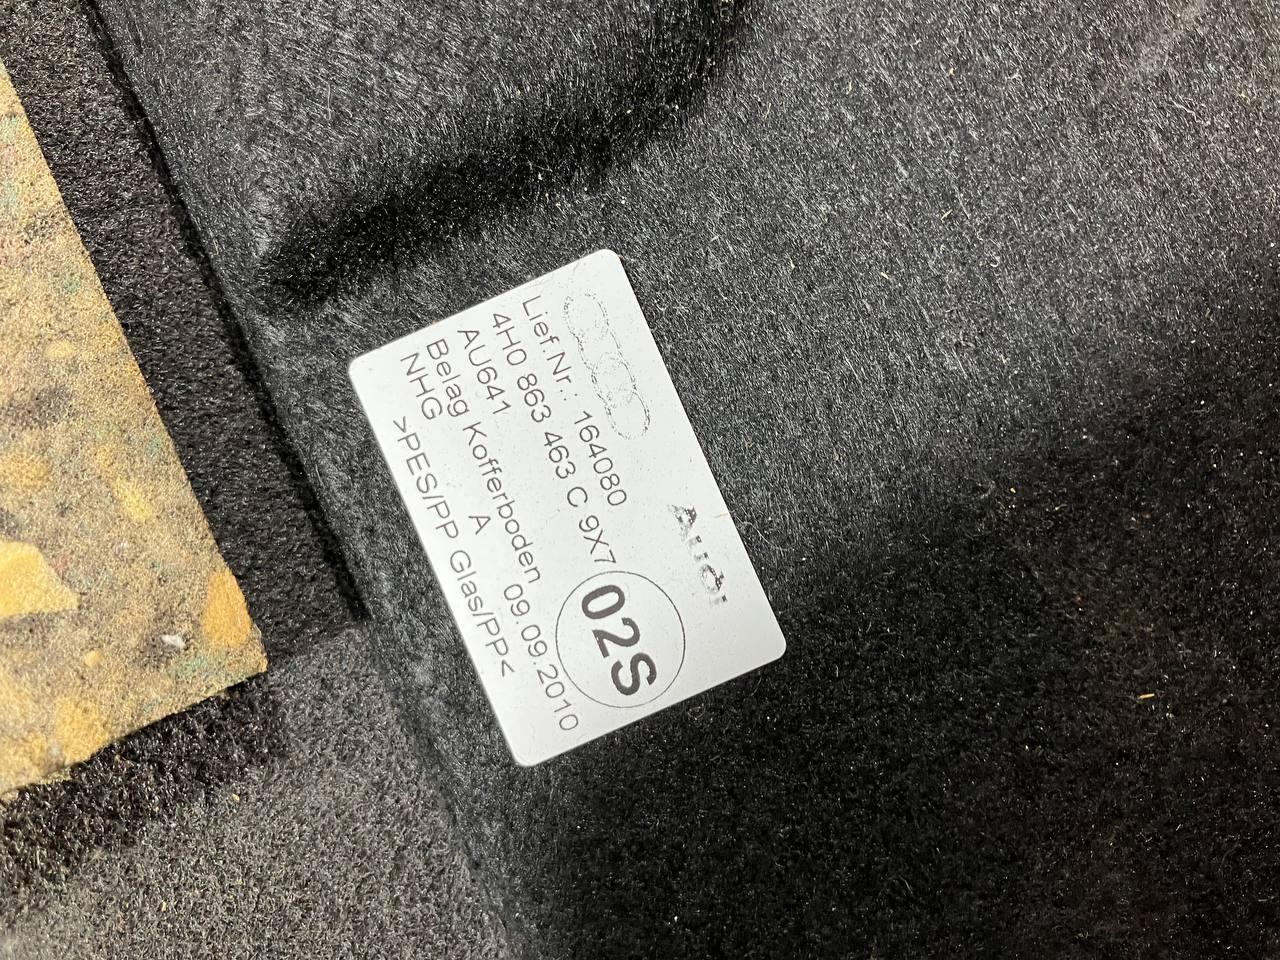 Audi
Lief.Nr.: 164080
4H0 863 463 C 9X7
AU641
02S
Belag Kofferboden 09.09.2010
NHG A
>PES/PP Glas/PP<